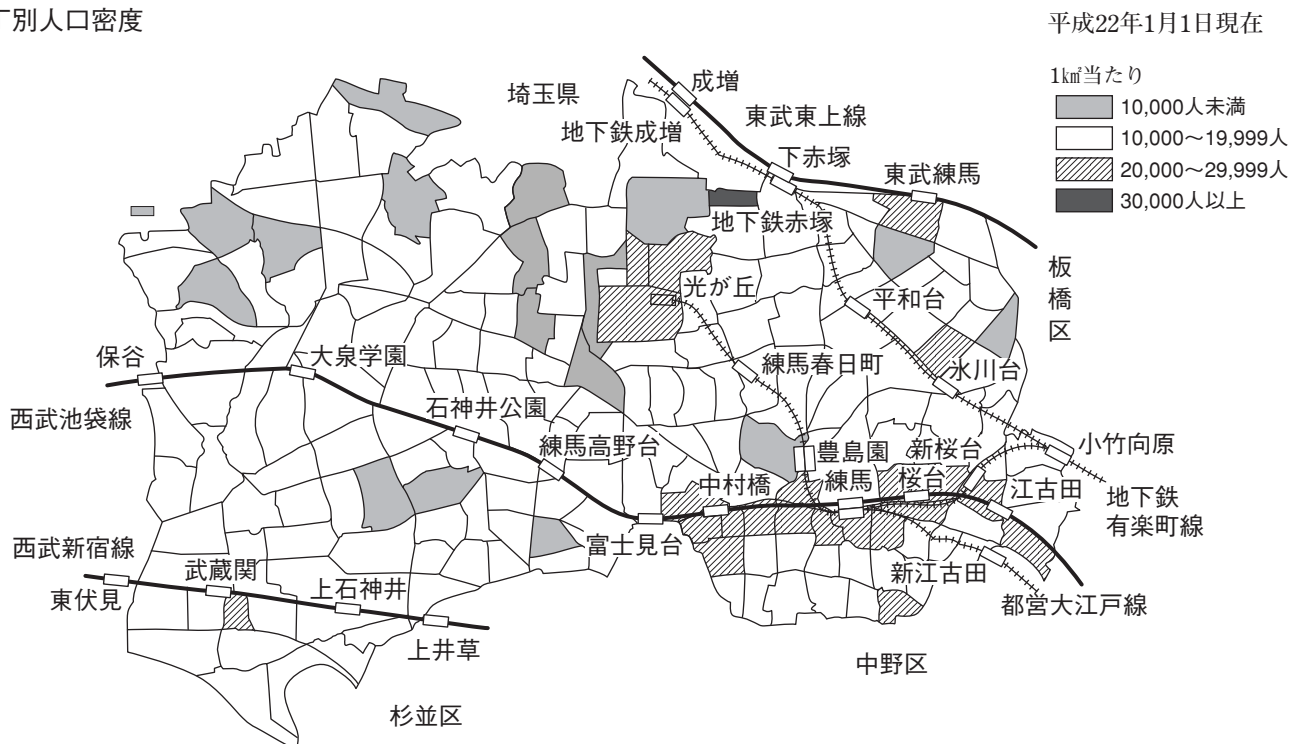 丁別人口密度
平成22年1月1日現在
1㎢当たり
10,000人未満
10,000～19,999人
20,000～29,999人
30,000人以上
埼玉県
成増
地下鉄成増
東武東上線
下赤塚
東武練馬
地下鉄赤塚
板橋区
光が丘
平和台
保谷
大泉学園
練馬春日町
氷川台
西武池袋線
石神井公園
練馬高野台
豊島園
新桜台
小竹向原
中村橋
練馬
桜台
江古田
地下鉄
有楽町線
富士見台
西武新宿線
武蔵関
上石神井
新江古田
東伏見
都営大江戸線
上井草
中野区
杉並区